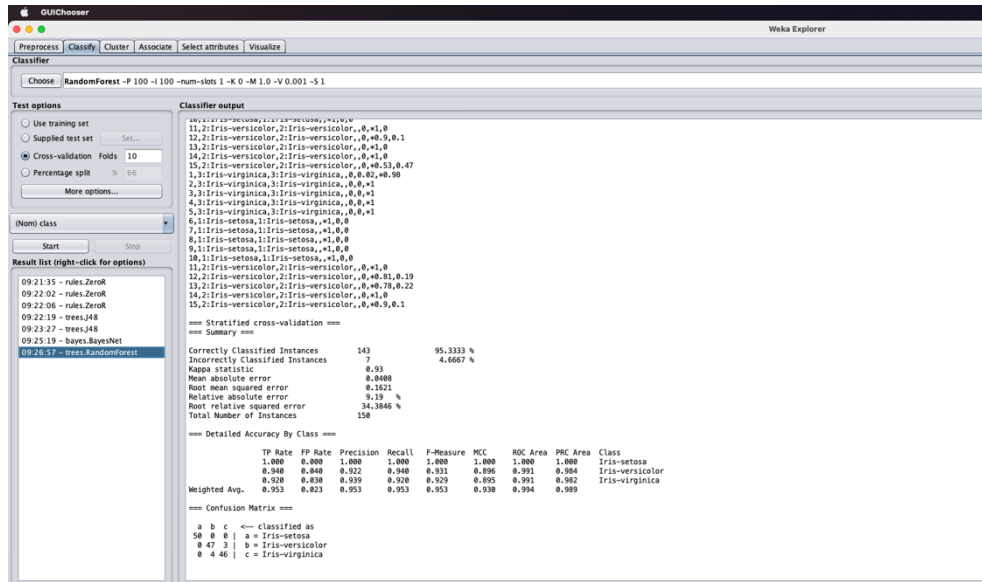 GUIChooser
Weka Explorer
Preprocess Classify Cluster Associate Select attributes Visualize
Classifier
Choose RandomForest -P 100 -I 100 -num-slots 1 -K 0 -M 1.0 -V 0.001 -S 1
Test options
Use training set
Supplied test set Set...
Cross-validation Folds 10
Percentage split % 66
More options...
(Nom) class
Start Stop
Result list (right-click for options)
09:21:35 - rules.ZeroR
09:22:02 - rules.ZeroR
09:22:06 - rules.ZeroR
09:22:19 - trees.J48
09:23:27 - trees.J48
09:25:19 - bayes.BayesNet
09:26:57 - trees.RandomForest
Classifier output
10,1:Iris-setosa,1:Iris-setosa,,*1,0,0
11,2:Iris-versicolor,2:Iris-versicolor,,0,*1,0
12,2:Iris-versicolor,2:Iris-versicolor,,0,*0.9,0.1
13,2:Iris-versicolor,2:Iris-versicolor,,0,*1,0
14,2:Iris-versicolor,2:Iris-versicolor,,0,*1,0
15,2:Iris-versicolor,2:Iris-versicolor,,0,*0.53,0.47
1,3:Iris-virginica,3:Iris-virginica,,0,0.02,*0.98
2,3:Iris-virginica,3:Iris-virginica,,0,0,*1
3,3:Iris-virginica,3:Iris-virginica,,0,0,*1
4,3:Iris-virginica,3:Iris-virginica,,0,0,*1
5,3:Iris-virginica,3:Iris-virginica,,0,0,*1
6,1:Iris-setosa,1:Iris-setosa,,*1,0,0
7,1:Iris-setosa,1:Iris-setosa,,*1,0,0
8,1:Iris-setosa,1:Iris-setosa,,*1,0,0
9,1:Iris-setosa,1:Iris-setosa,,*1,0,0
10,1:Iris-setosa,1:Iris-setosa,,*1,0,0
11,2:Iris-versicolor,2:Iris-versicolor,,0,*1,0
12,2:Iris-versicolor,2:Iris-versicolor,,0,*0.81,0.19
13,2:Iris-versicolor,2:Iris-versicolor,,0,*0.78,0.22
14,2:Iris-versicolor,2:Iris-versicolor,,0,*1,0
15,2:Iris-versicolor,2:Iris-versicolor,,0,*0.9,0.1
=== Stratified cross-validation ===
=== Summary ===
Correctly Classified Instances 143 95.3333 %
Incorrectly Classified Instances 7 4.6667 %
Kappa statistic 0.93
Mean absolute error 0.0408
Root mean squared error 0.1621
Relative absolute error 9.19 %
Root relative squared error 34.3846 %
Total Number of Instances 150
=== Detailed Accuracy By Class ===
TP Rate FP Rate Precision Recall F-Measure MCC ROC Area PRC Area Class
1.000 0.000 1.000 1.000 1.000 1.000 1.000 1.000 Iris-setosa
0.940 0.040 0.922 0.940 0.931 0.896 0.991 0.984 Iris-versicolor
0.920 0.030 0.939 0.920 0.929 0.895 0.991 0.982 Iris-virginica
Weighted Avg. 0.953 0.023 0.953 0.953 0.953 0.930 0.994 0.989
=== Confusion Matrix ===
a b c <-- classified as
50 0 0 | a = Iris-setosa
0 47 3 | b = Iris-versicolor
0 4 46 | c = Iris-virginica